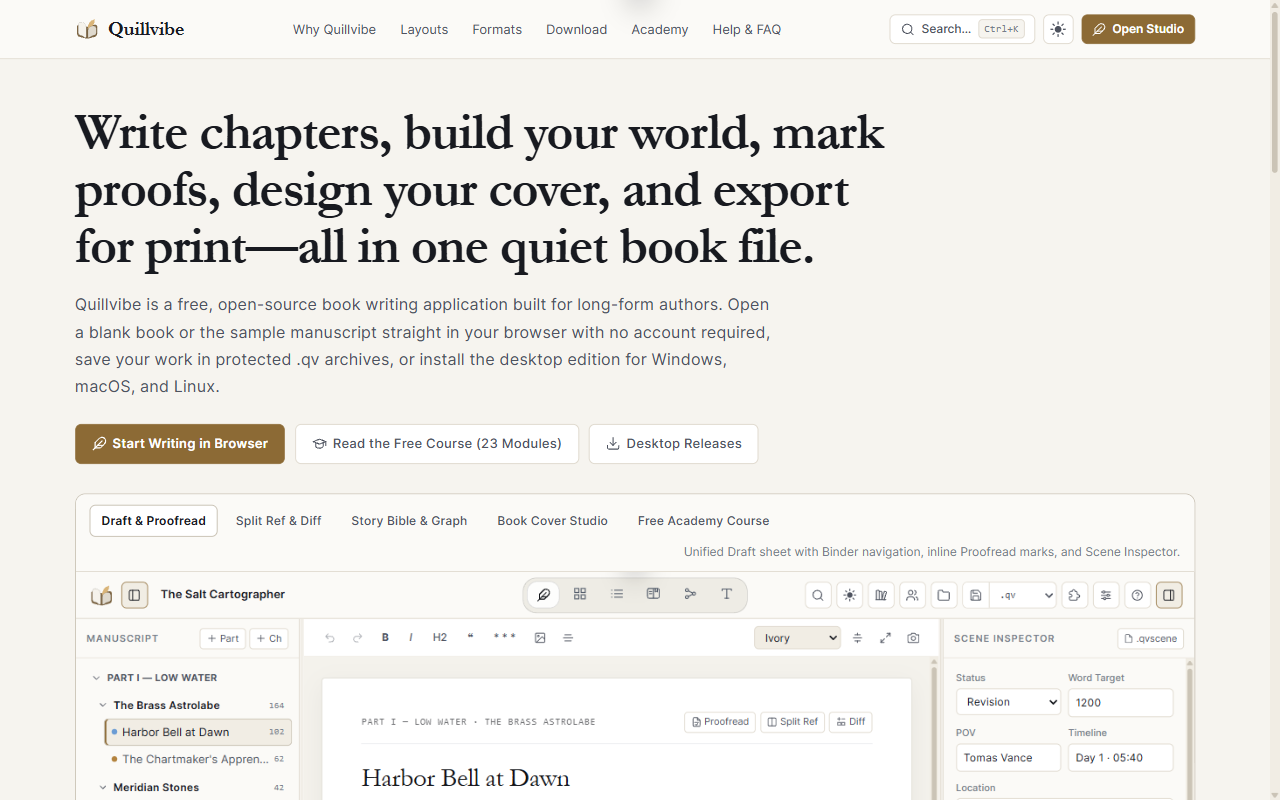 Quillvibe
Why Quillvibe Layouts Formats Download Academy Help & FAQ
Search... Ctrl+K
Open Studio
Write chapters, build your world, mark
proofs, design your cover, and export
for print—all in one quiet book file.
Quillvibe is a free, open-source book writing application built for long-form authors. Open
a blank book or the sample manuscript straight in your browser with no account required,
save your work in protected .qv archives, or install the desktop edition for Windows,
macOS, and Linux.
Start Writing in Browser
Read the Free Course (23 Modules)
Desktop Releases
Draft & Proofread Split Ref & Diff Story Bible & Graph Book Cover Studio Free Academy Course
Unified Draft sheet with Binder navigation, inline Proofread marks, and Scene Inspector.
The Salt Cartographer
.qv
MANUSCRIPT
+ Part + Ch
B I H2 ❝ ***
Ivory
SCENE INSPECTOR
.qvscene
PART I — LOW WATER
The Brass Astrolabe 164
Harbor Bell at Dawn 102
The Chartmaker's Appren... 62
Meridian Stones 42
PART I — LOW WATER · THE BRASS ASTROLABE
Proofread Split Ref Diff
Harbor Bell at Dawn
Status Word Target
Revision 1200
POV Timeline
Tomas Vance Day 1 · 05:40
Location